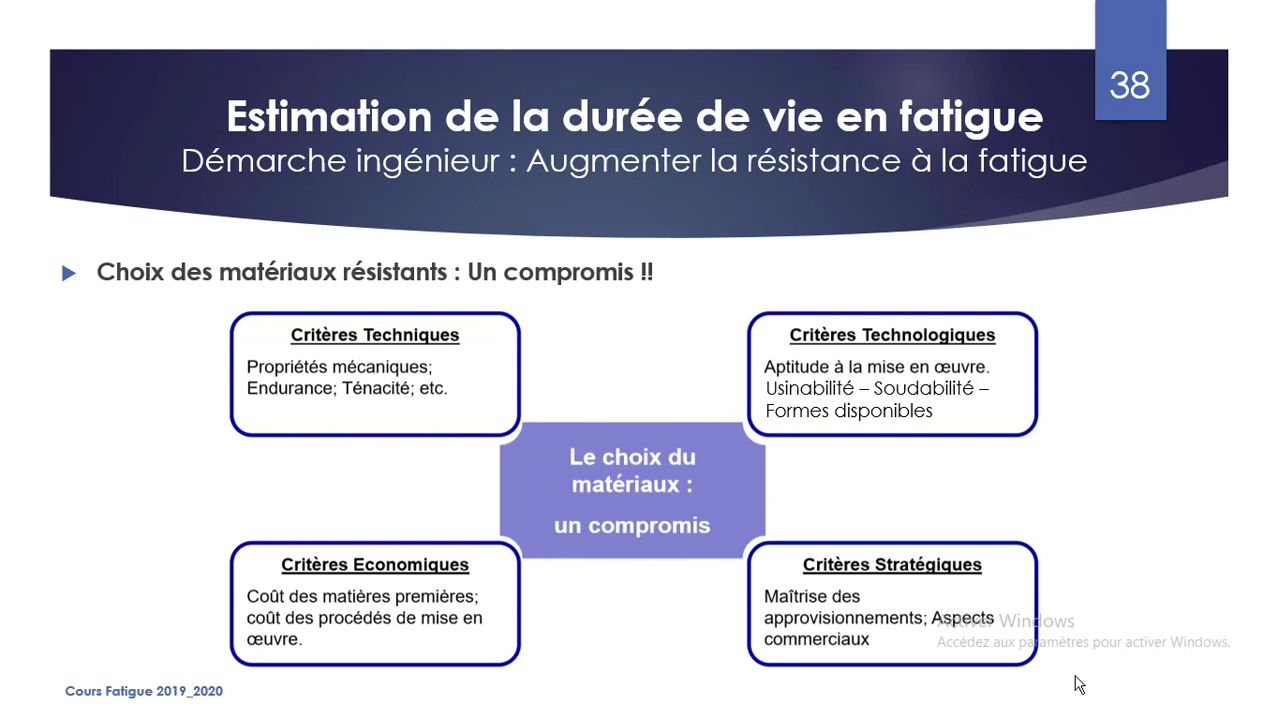 38
Estimation de la durée de vie en fatigue
Démarche ingénieur : Augmenter la résistance à la fatigue
Choix des matériaux résistants : Un compromis !!
Critères Techniques
Propriétés mécaniques;
Endurance; Ténacité; etc.
Critères Technologiques
Aptitude à la mise en œuvre.
Usinabilité – Soudabilité –
Formes disponibles
Le choix du
matériaux :
un compromis
Critères Economiques
Coût des matières premières;
coût des procédés de mise en
œuvre.
Critères Stratégiques
Maîtrise des
approvisionnements; Aspects
commerciaux
Activer Windows
Accédez aux paramètres pour activer Windows.
Cours Fatigue 2019_2020